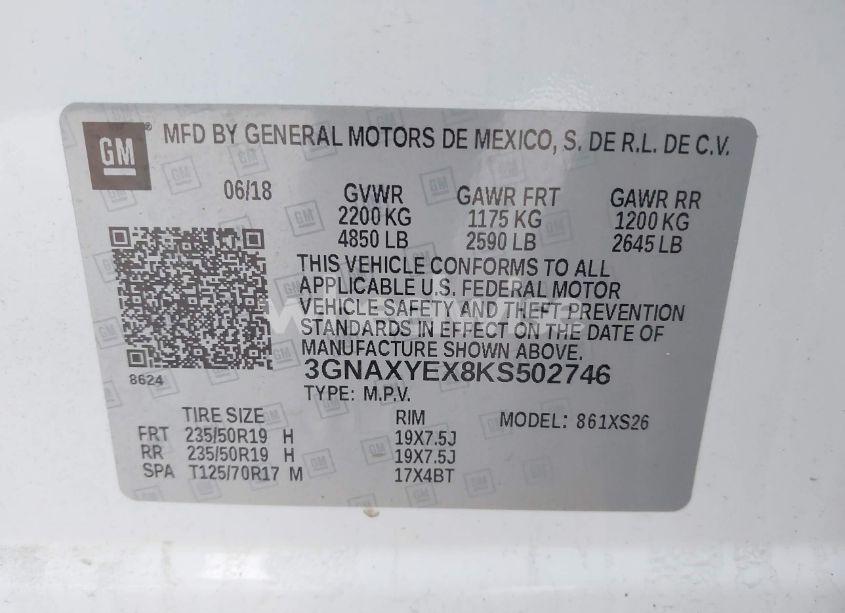 GM ® MFD BY GENERAL MOTORS DE MEXICO, S. DE R.L. DE C.V.
06/18 GVWR GAWR FRT GAWR RR
2200 KG 1175 KG 1200 KG
4850 LB 2590 LB 2645 LB
THIS VEHICLE CONFORMS TO ALL
APPLICABLE U.S. FEDERAL MOTOR
VEHICLE SAFETY AND THEFT PREVENTION
STANDARDS IN EFFECT ON THE DATE OF
MANUFACTURE SHOWN ABOVE.
8624 3GNAXYEX8KS502746
TYPE: M.P.V.
TIRE SIZE RIM MODEL: 861XS26
FRT 235/50R19 H 19X7.5J
RR 235/50R19 H 19X7.5J
SPA T125/70R17 M 17X4BT